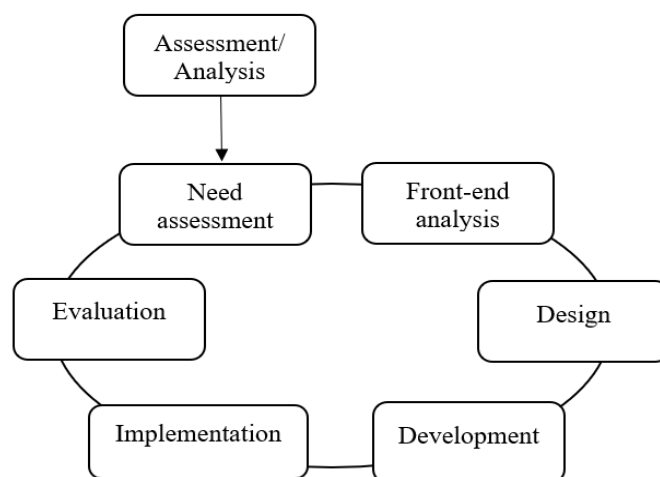 Assessment/
Analysis
Need
assessment
Front-end
analysis
Design
Development
Implementation
Evaluation